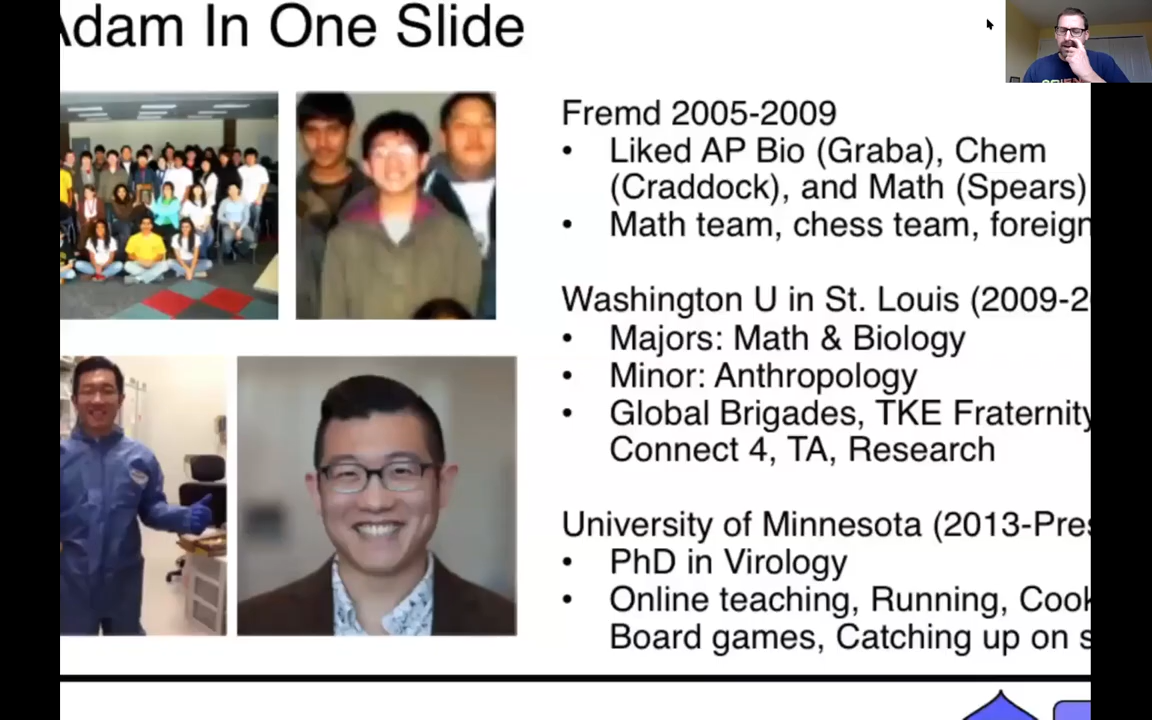 Adam In One Slide
Fremd 2005-2009
• Liked AP Bio (Graba), Chem
(Craddock), and Math (Spears)
• Math team, chess team, foreign
Washington U in St. Louis (2009-2
• Majors: Math & Biology
• Minor: Anthropology
• Global Brigades, TKE Fraternity
Connect 4, TA, Research
University of Minnesota (2013-Pres
• PhD in Virology
• Online teaching, Running, Cook
Board games, Catching up on s